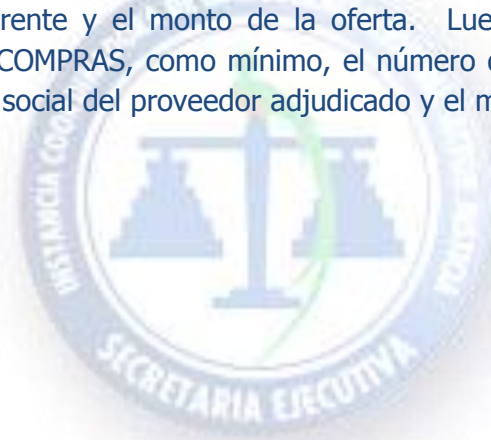 rente y el monto de la oferta. Lue
COMPRAS, como mínimo, el número
social del proveedor adjudicado y el
SECRETARIA EJECUTIVA